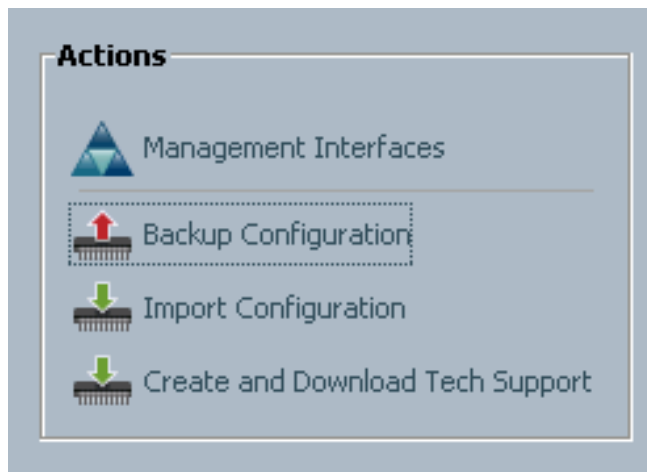 Actions
Management Interfaces
Backup Configuration
Import Configuration
Create and Download Tech Support